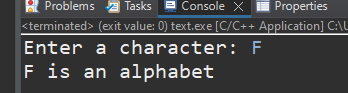 Problems Tasks Console Properties
<terminated> (exit value: 0) text.exe [C/C++ Application] C:\
Enter a character: F
F is an alphabet